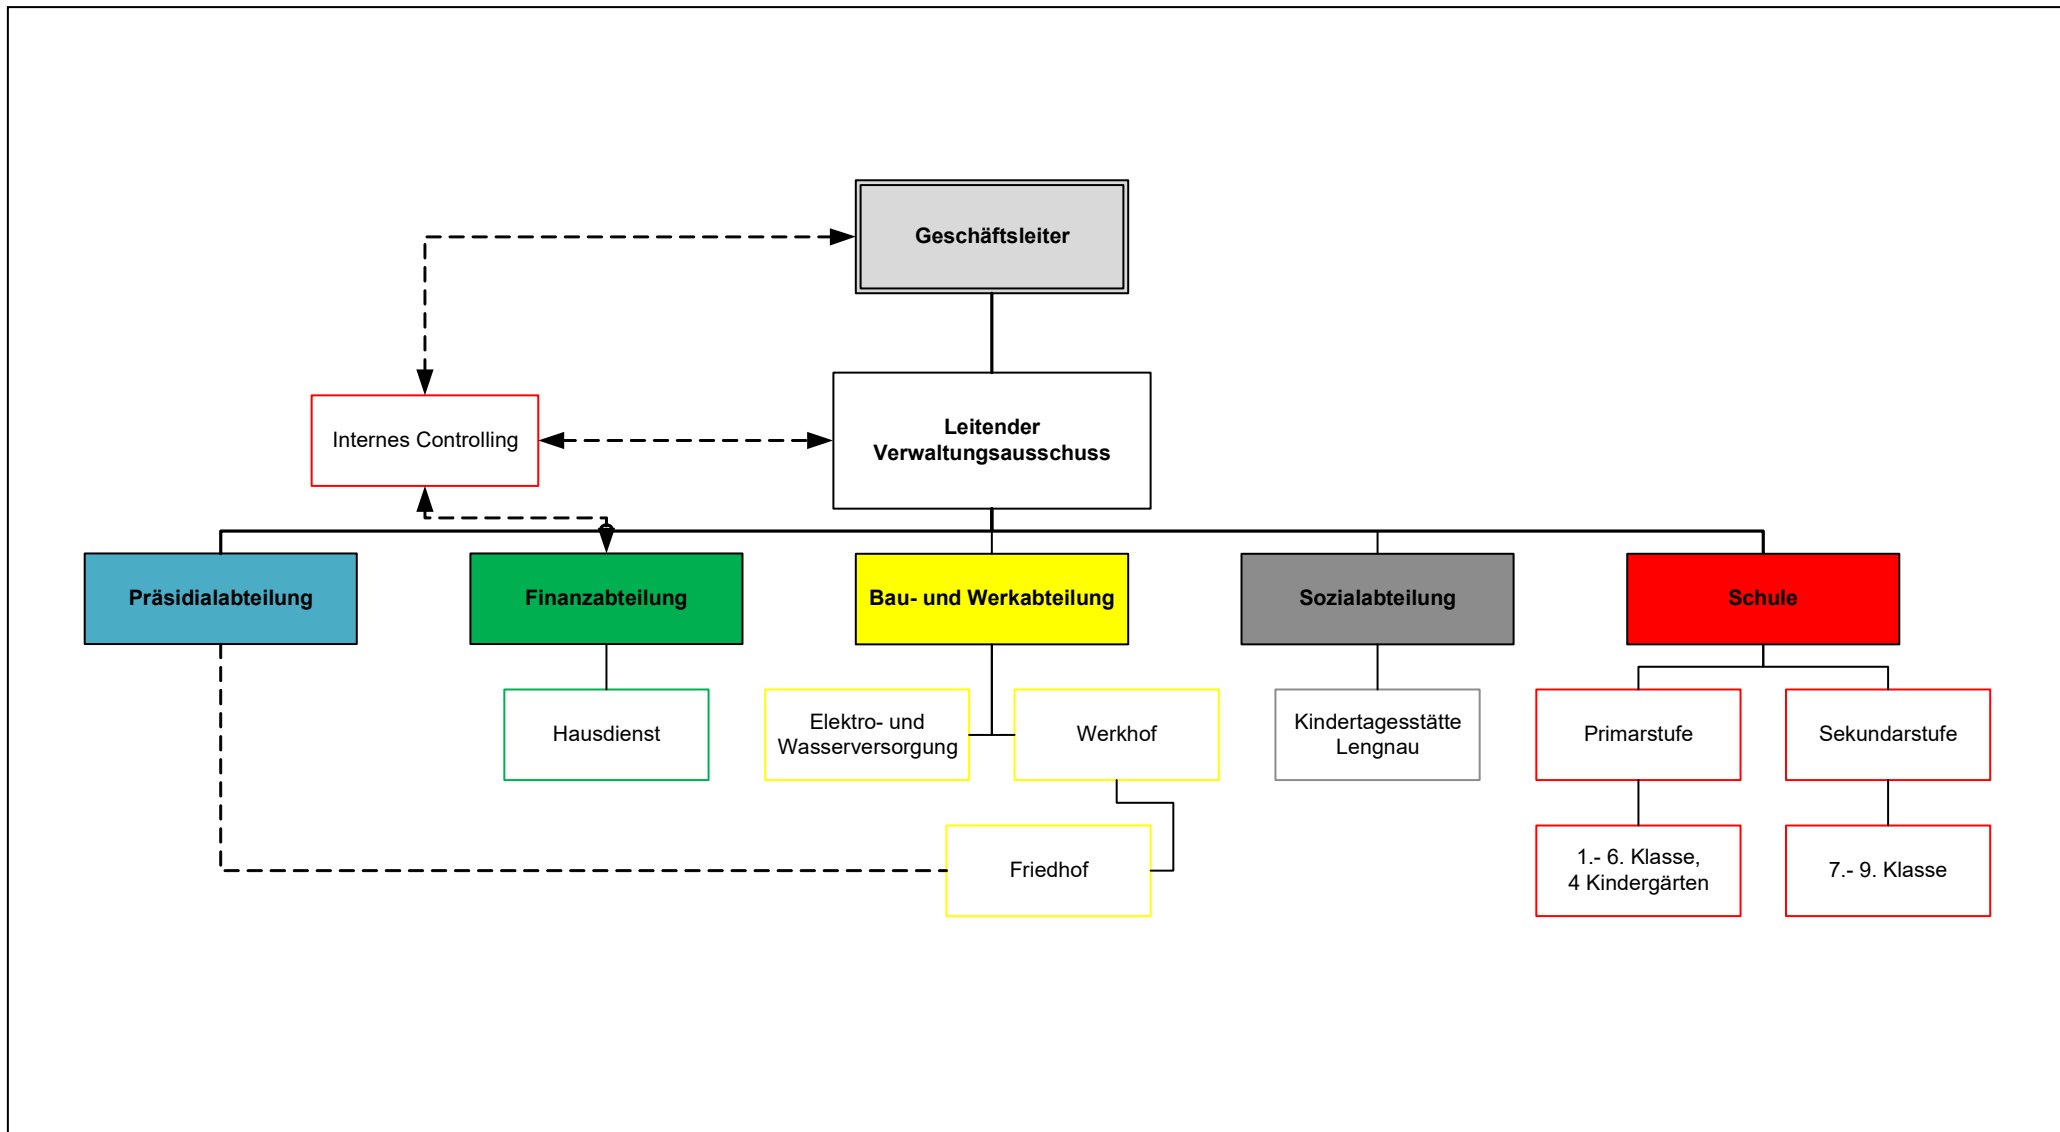 Geschäftsleiter
Internes Controlling
Leitender
Verwaltungsausschuss
Präsidialabteilung
Finanzabteilung
Bau- und Werkabteilung
Sozialabteilung
Schule
Hausdienst
Elektro- und
Wasserversorgung
Werkhof
Kindertagesstätte
Lengnau
Primarstufe
Sekundarstufe
Friedhof
1.- 6. Klasse,
4 Kindergärten
7.- 9. Klasse